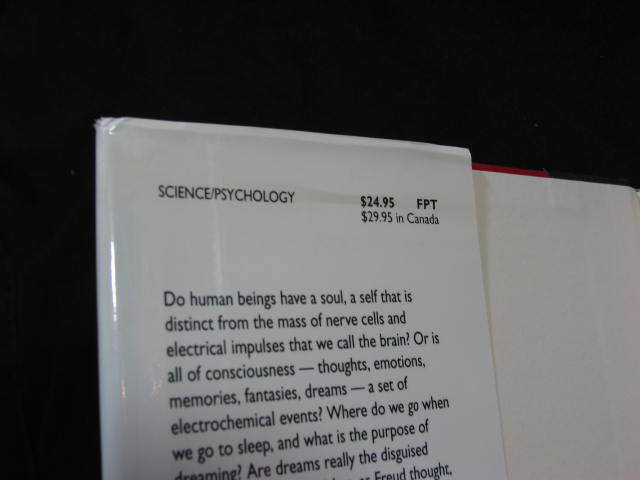 SCIENCE/PSYCHOLOGY
$24.95 FPT
$29.95 in Canada
Do human beings have a soul, a self that is
distinct from the mass of nerve cells and
electrical impulses that we call the brain? Or is
all of consciousness — thoughts, emotions,
memories, fantasies, dreams — a set of
electrochemical events? Where do we go when
we go to sleep, and what is the purpose of
dreaming? Are dreams really the disguised
as Freud thought,